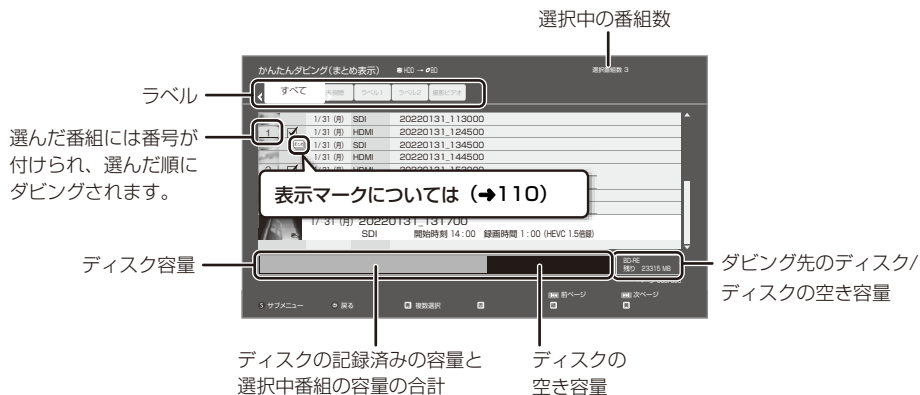 選択中の番組数
かんたんダビング(まとめ表示) HDD → BD
選択番組数 3
ラベル
すべて ラベル1 ラベル2 撮影ビデオ
1/31 (月) SDI 20220131_113000
選んだ番組には番号が
付けられ、選んだ順に
ダビングされます。
1 1/31 (月) HDMI 20220131_124500
1/31 (月) SDI 20220131_134500
1/31 (月) HDMI 20220131_144500
表示マークについては(➔110)
1/31 (月) 20220131_131700
SDI 開始時刻 14:00 録画時間 1:00 (HEVC 1.5倍録)
ディスク容量
BD-RE
残り 23315 MB
ダビング先のディスク/
ディスクの空き容量
S サブメニュー 戻る 複数選択
前ページ 次ページ
ディスクの記録済みの容量と
選択中番組の容量の合計
ディスクの
空き容量